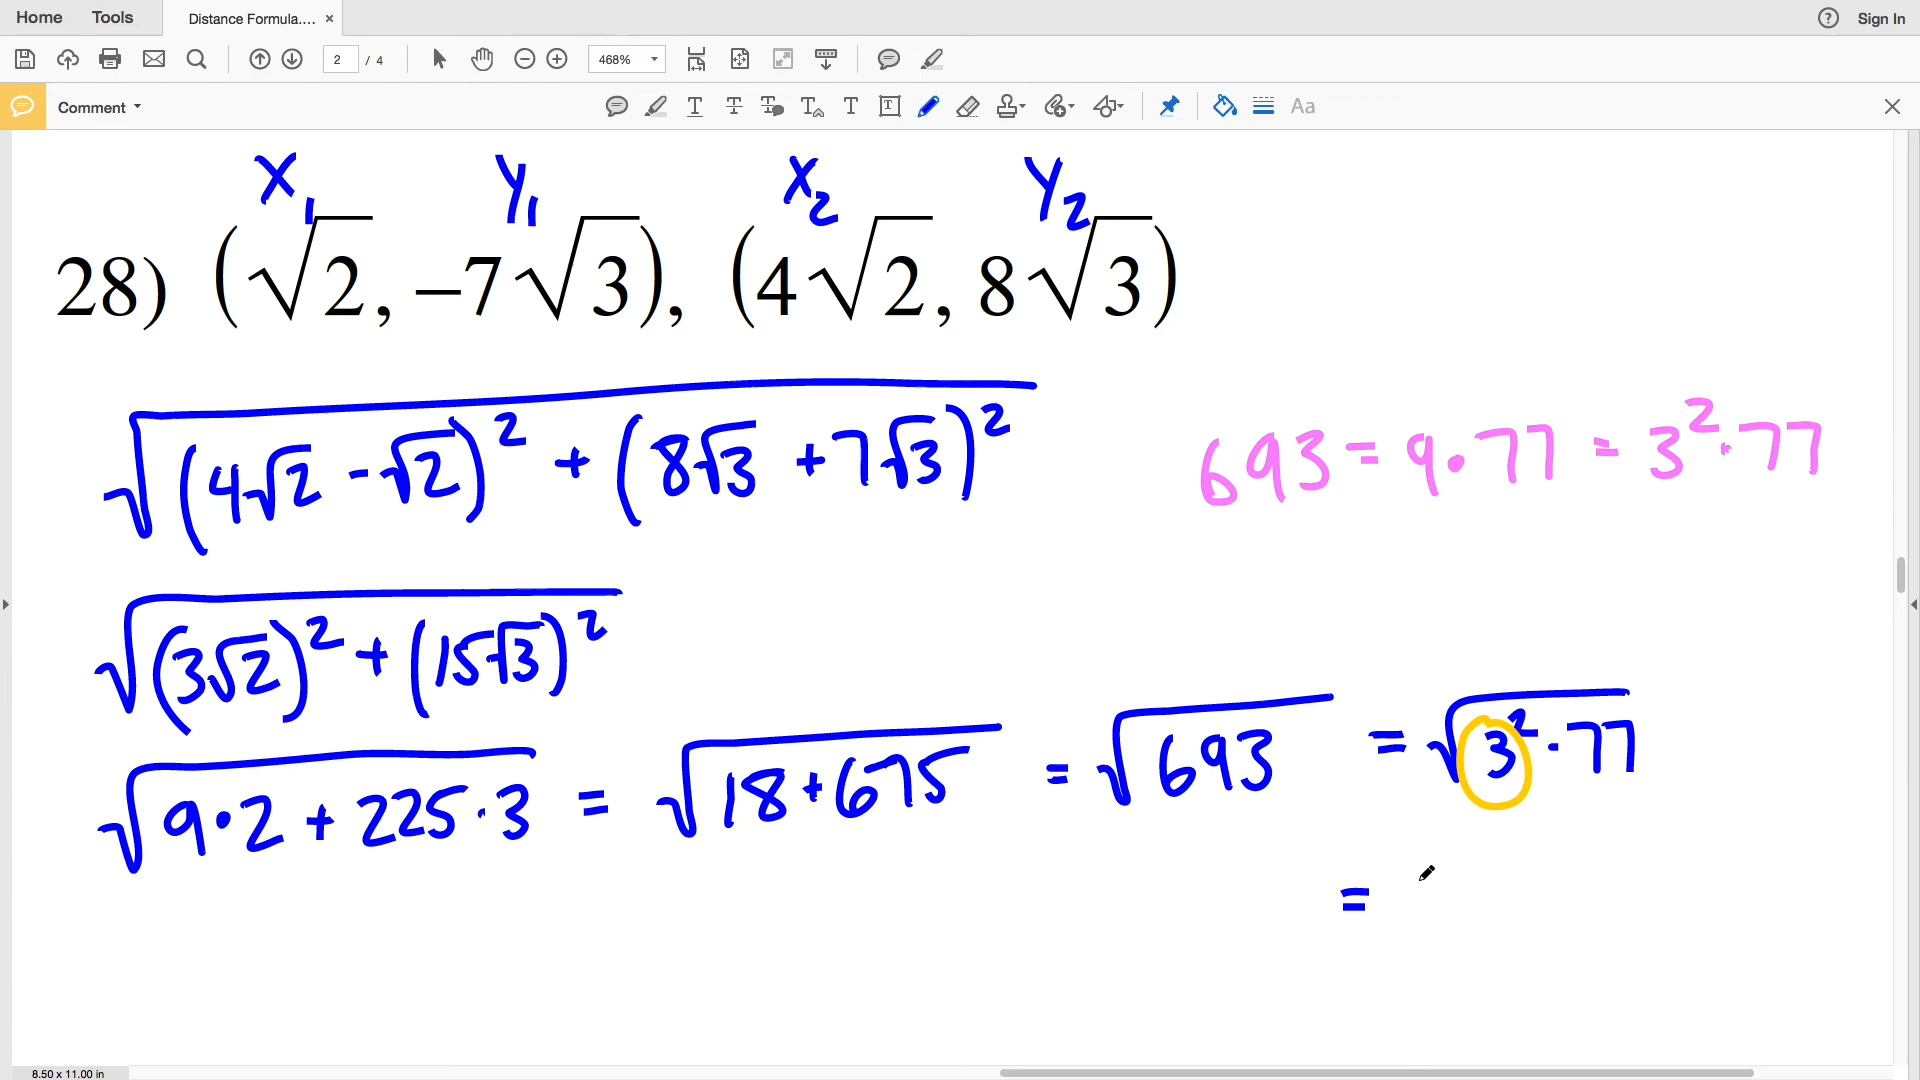 Home Tools Distance Formula.... × ? Sign In
2 / 4 468%
Comment T T T T T T Aa
x₁ y₁ x₂ y₂
28) (√2, −7√3), (4√2, 8√3)
√((4√2 - √2)² + (8√3 + 7√3)²)
693 = 9·77 = 3²·77
√((3√2)² + (15√3)²)
√(9·2 + 225·3) = √(18+675) = √693 = √(3²·77)
=
8.50 x 11.00 in